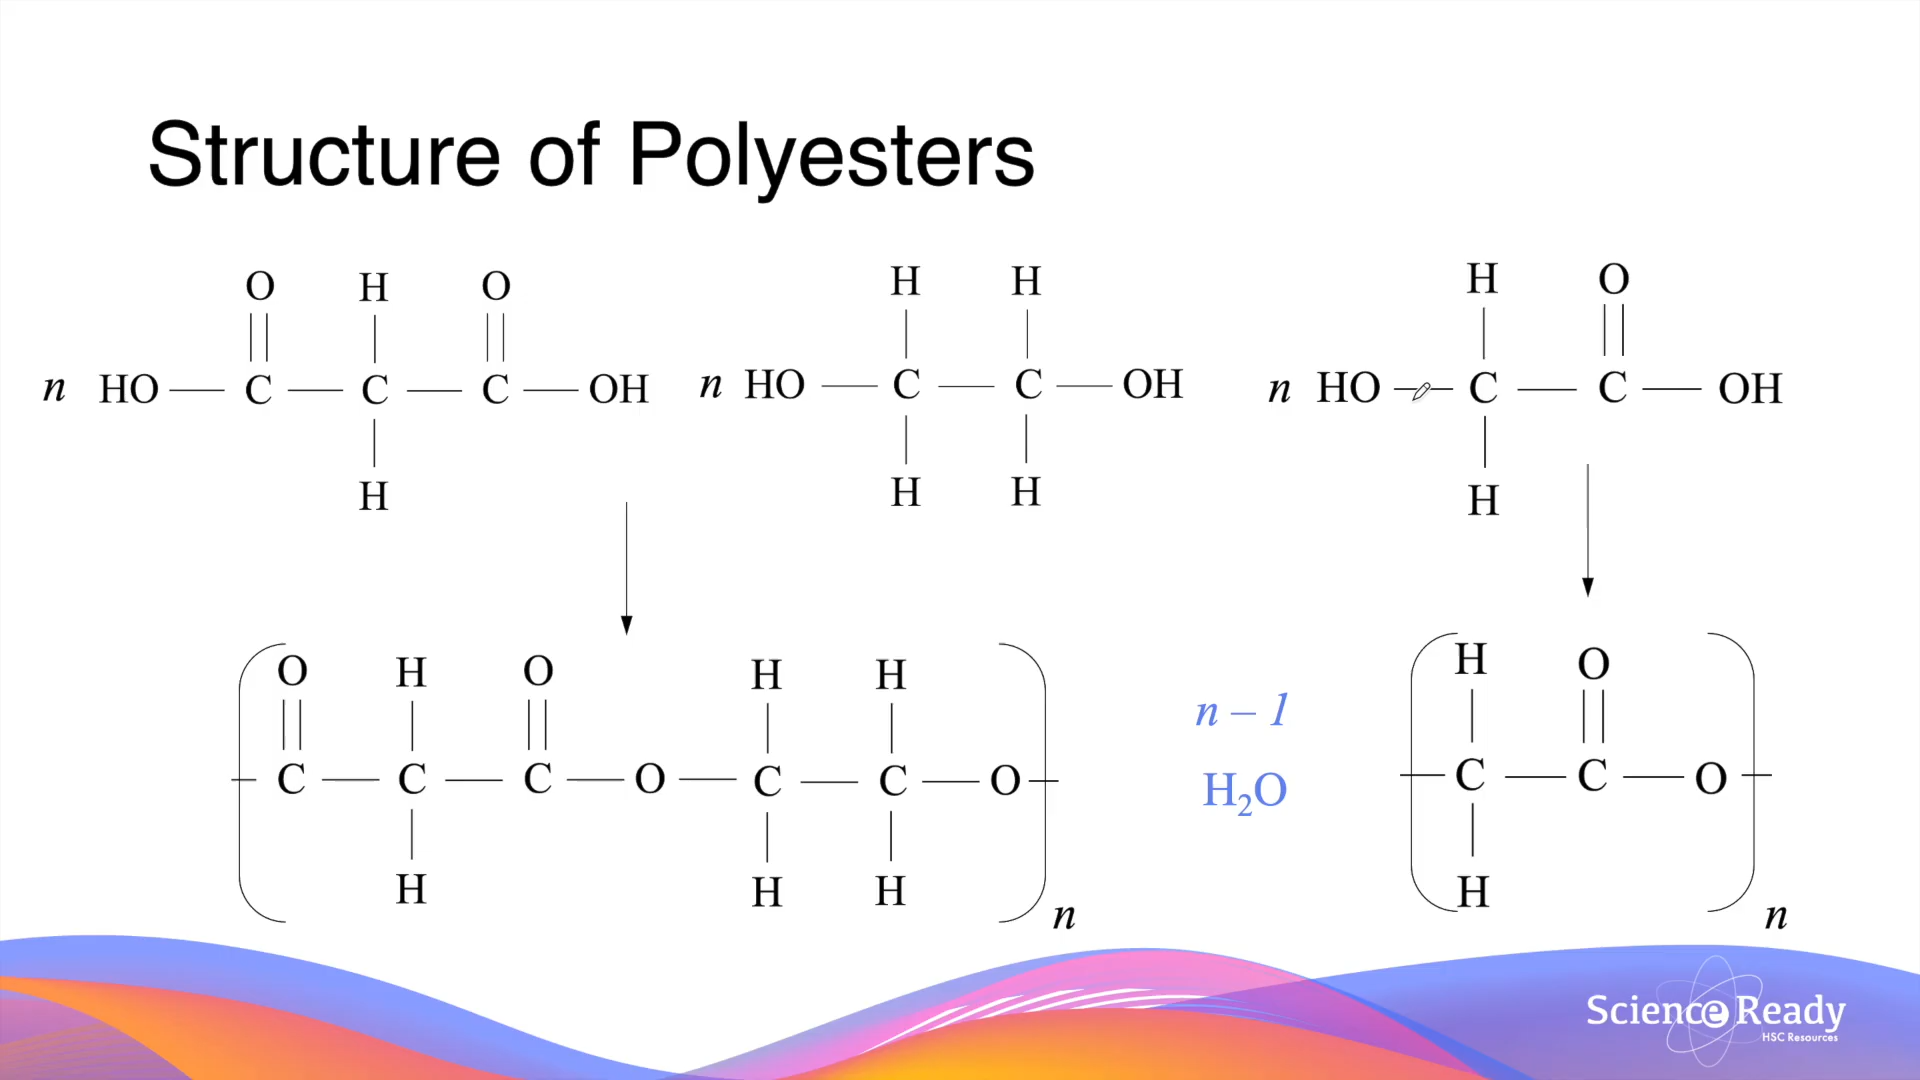 Structure of Polyesters
O H O
n HO C C C OH
H
H H
n HO C C OH
H H
H O
n HO C C OH
H
O H O H H
C C C O C C O
H H H
n
n – 1
H₂O
H O
C C O
H
n
Science Ready
HSC Resources